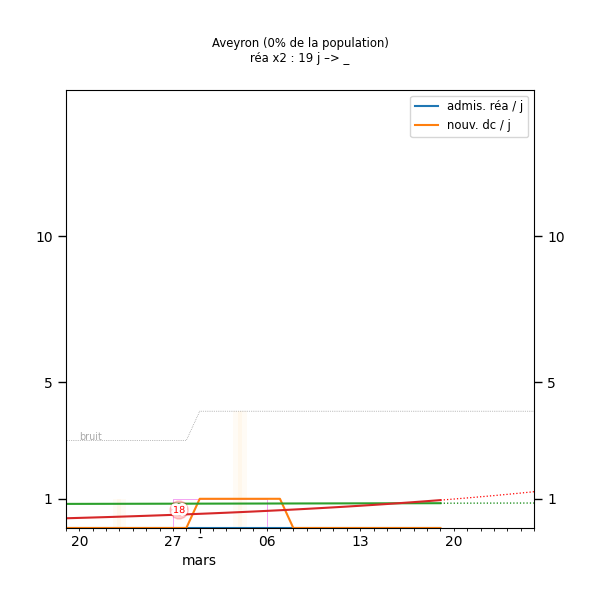 Aveyron (0% de la population)
réa x2 : 19 j –> _
admis. réa / j
nouv. dc / j
10 10
5 5
bruit
1 1
18
20 27 - 06 13 20
mars